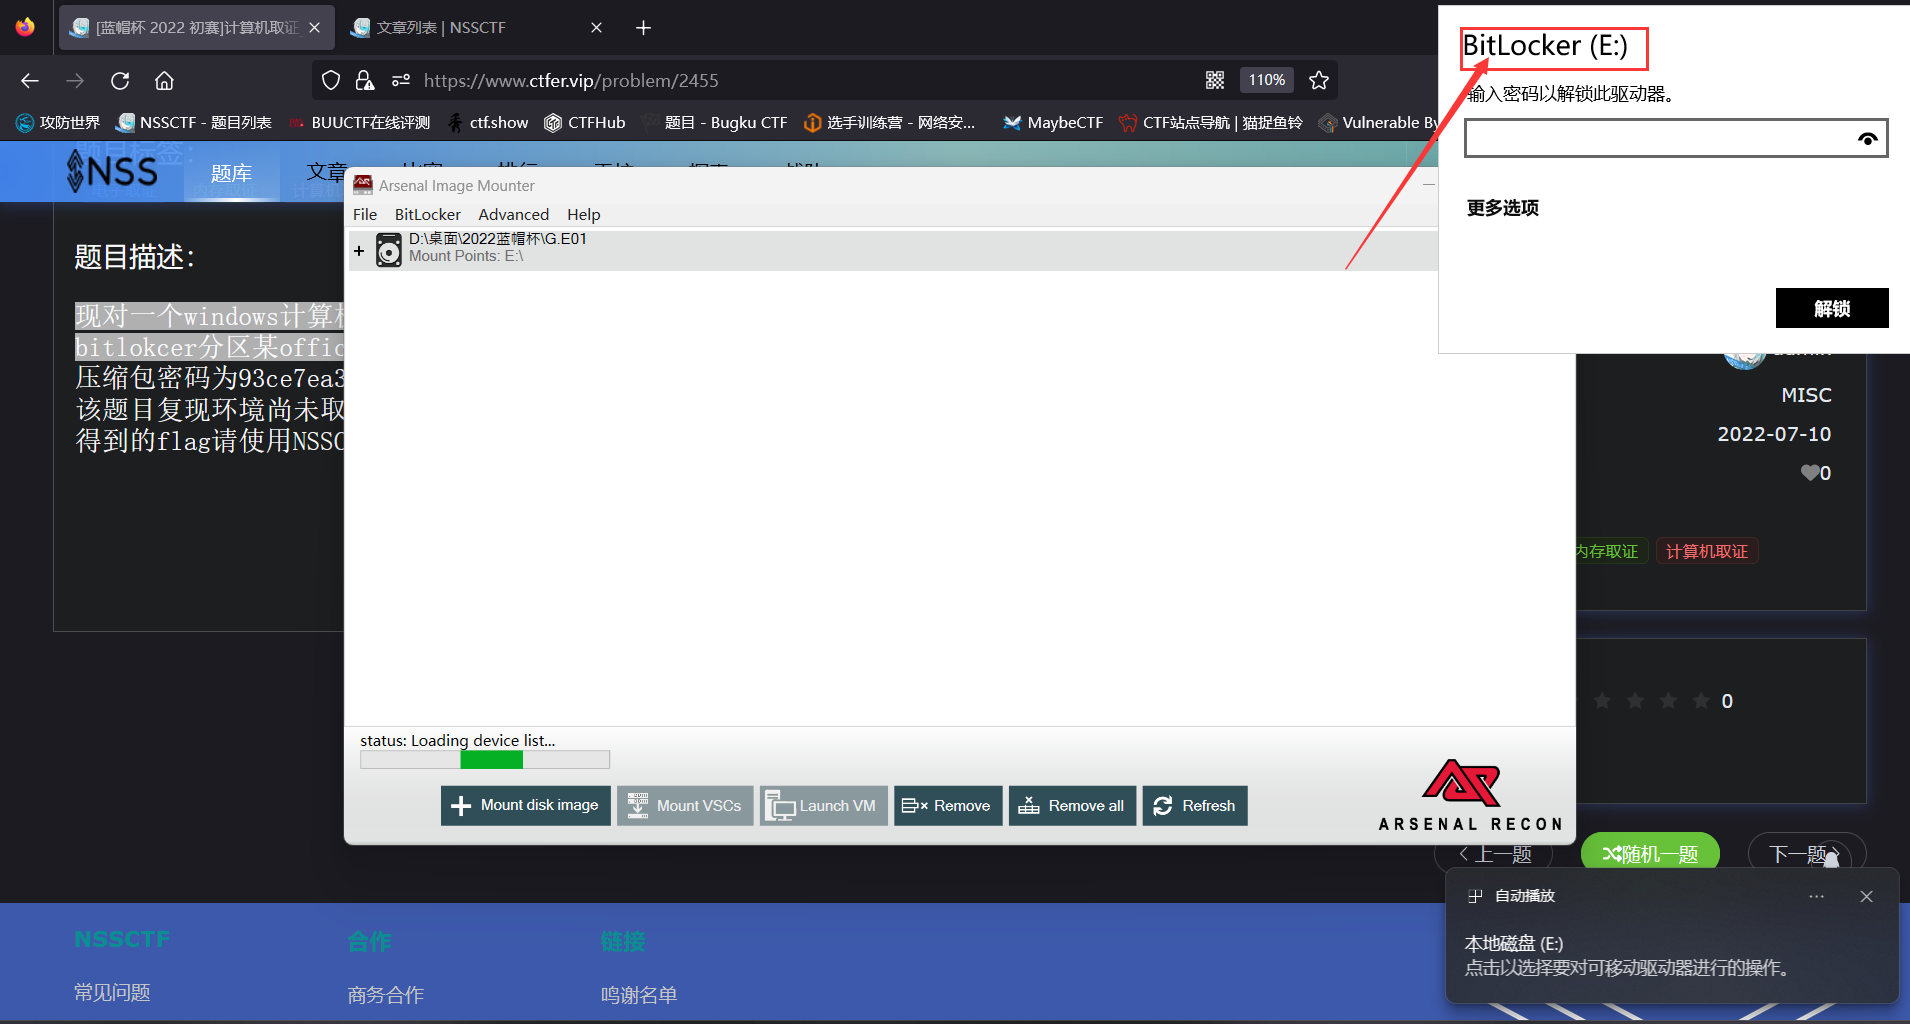 [蓝帽杯 2022 初赛]计算机取证
文章列表 | NSSCTF
https://www.ctfer.vip/problem/2455
110%
攻防世界
NSSCTF - 题目列表
BUUCTF在线评测
ctf.show
CTFHub
题目 - Bugku CTF
选手训练营 - 网络安...
MaybeCTF
CTF站点导航 | 猫捉鱼铃
Vulnerable By
题目标签：
NSS
题库
文章
Arsenal Image Mounter
File
BitLocker
Advanced
Help
D:\桌面\2022蓝帽杯\G.E01
Mount Points: E:\
题目描述：
现对一个windows计算机
bitlokcer分区某offic
压缩包密码为93ce7ea3
该题目复现环境尚未取
得到的flag请使用NSSC
BitLocker (E:)
输入密码以解锁此驱动器。
更多选项
解锁
MISC
2022-07-10
0
内存取证
计算机取证
0
status: Loading device list...
Mount disk image
Mount VSCs
Launch VM
Remove
Remove all
Refresh
ARSENAL RECON
上一题
随机一题
下一题
自动播放
本地磁盘 (E:)
点击以选择要对可移动驱动器进行的操作。
NSSCTF
合作
链接
常见问题
商务合作
鸣谢名单